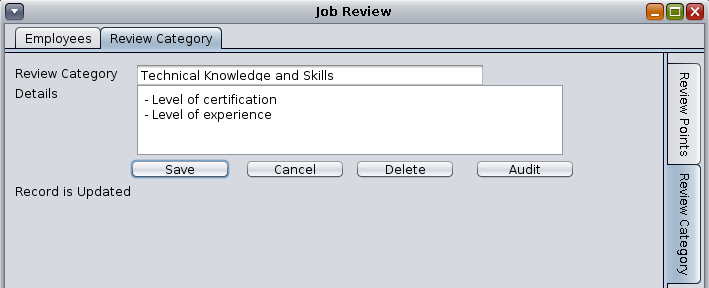 Job Review
Employees Review Category
Review Category Technical Knowledge and Skills
Details
- Level of certification
- Level of experience
Save Cancel Delete Audit
Record is Updated
Review Points
Review Category